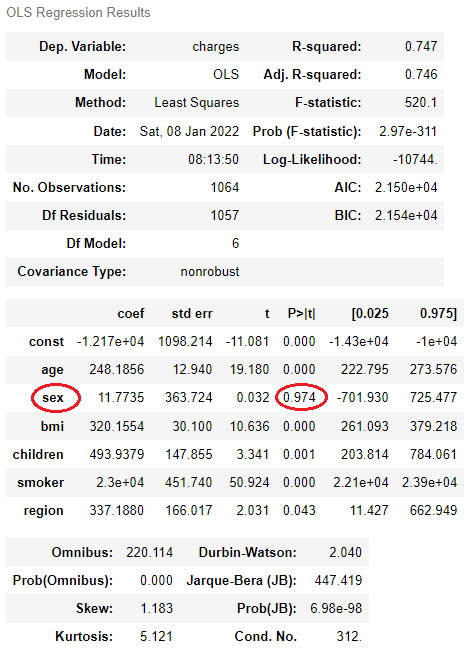 OLS Regression Results
Dep. Variable: charges R-squared: 0.747
Model: OLS Adj. R-squared: 0.746
Method: Least Squares F-statistic: 520.1
Date: Sat, 08 Jan 2022 Prob (F-statistic): 2.97e-311
Time: 08:13:50 Log-Likelihood: -10744.
No. Observations: 1064 AIC: 2.150e+04
Df Residuals: 1057 BIC: 2.154e+04
Df Model: 6
Covariance Type: nonrobust
coef std err t P>|t| [0.025 0.975]
const -1.217e+04 1098.214 -11.081 0.000 -1.43e+04 -1e+04
age 248.1856 12.940 19.180 0.000 222.795 273.576
sex 11.7735 363.724 0.032 0.974 -701.930 725.477
bmi 320.1554 30.100 10.636 0.000 261.093 379.218
children 493.9379 147.855 3.341 0.001 203.814 784.061
smoker 2.3e+04 451.740 50.924 0.000 2.21e+04 2.39e+04
region 337.1880 166.017 2.031 0.043 11.427 662.949
Omnibus: 220.114 Durbin-Watson: 2.040
Prob(Omnibus): 0.000 Jarque-Bera (JB): 447.419
Skew: 1.183 Prob(JB): 6.98e-98
Kurtosis: 5.121 Cond. No. 312.